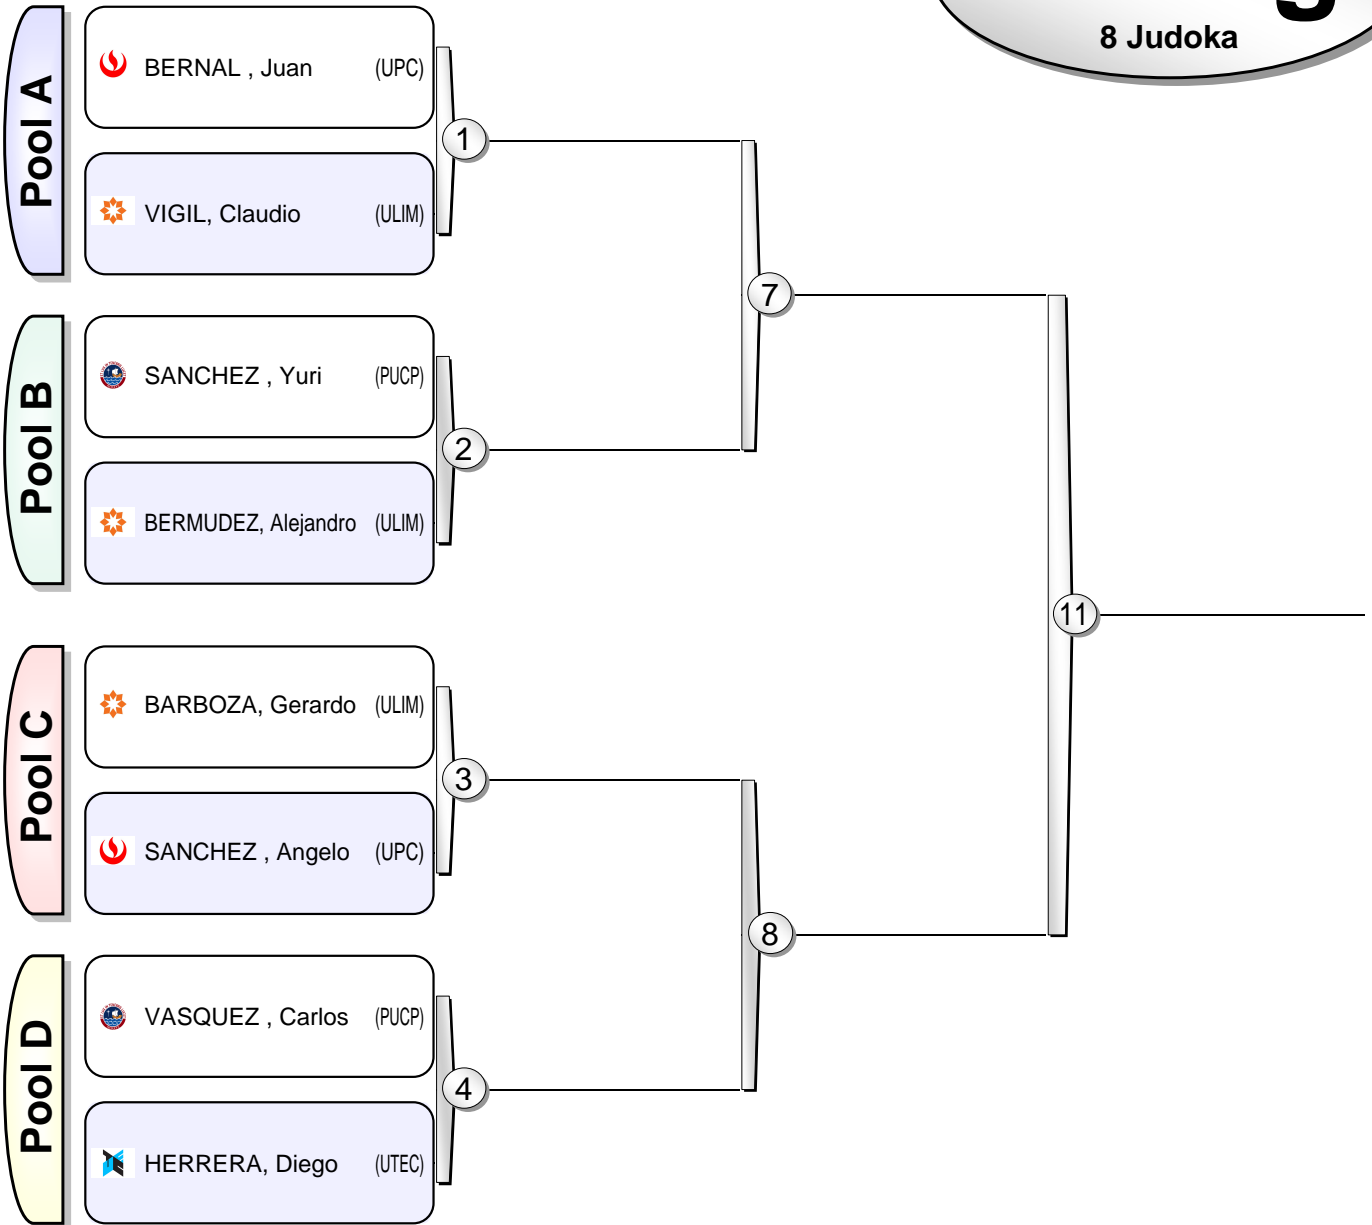 8 Judoka
Pool A
BERNAL , Juan (UPC)
1
VIGIL, Claudio (ULIM)
7
Pool B
SANCHEZ , Yuri (PUCP)
2
BERMUDEZ, Alejandro (ULIM)
11
Pool C
BARBOZA, Gerardo (ULIM)
3
SANCHEZ , Angelo (UPC)
8
Pool D
VASQUEZ , Carlos (PUCP)
4
HERRERA, Diego (UTEC)